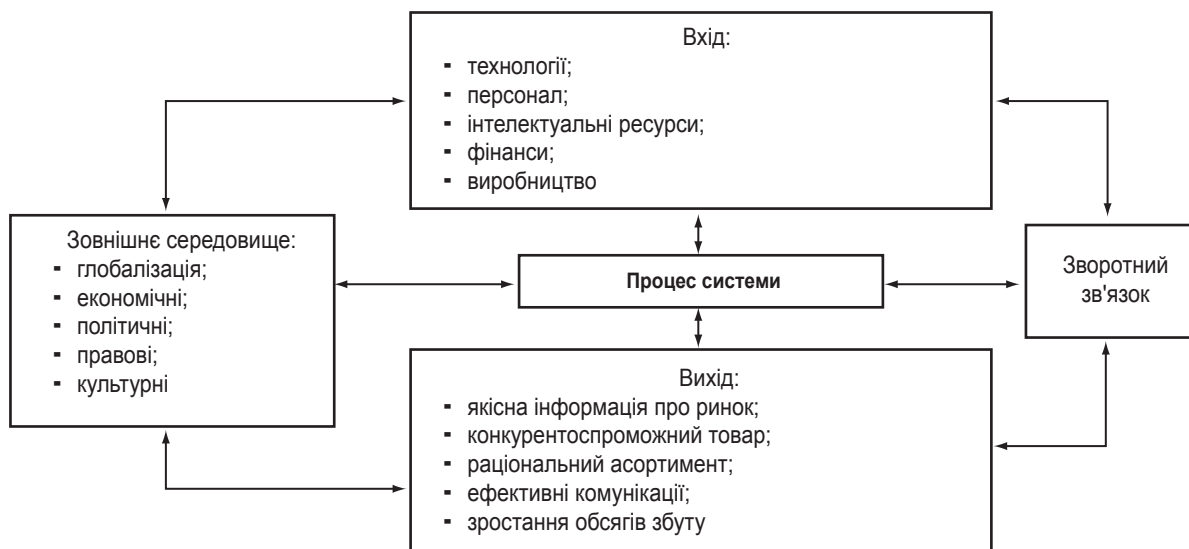 Вхід:
- технології;
- персонал;
- інтелектуальні ресурси;
- фінанси;
- виробництво
Зовнішнє середовище:
- глобалізація;
- економічні;
- політичні;
- правові;
- культурні
Процес системи
Зворотний
зв'язок
Вихід:
- якісна інформація про ринок;
- конкурентоспроможний товар;
- раціональний асортимент;
- ефективні комунікації;
- зростання обсягів збуту